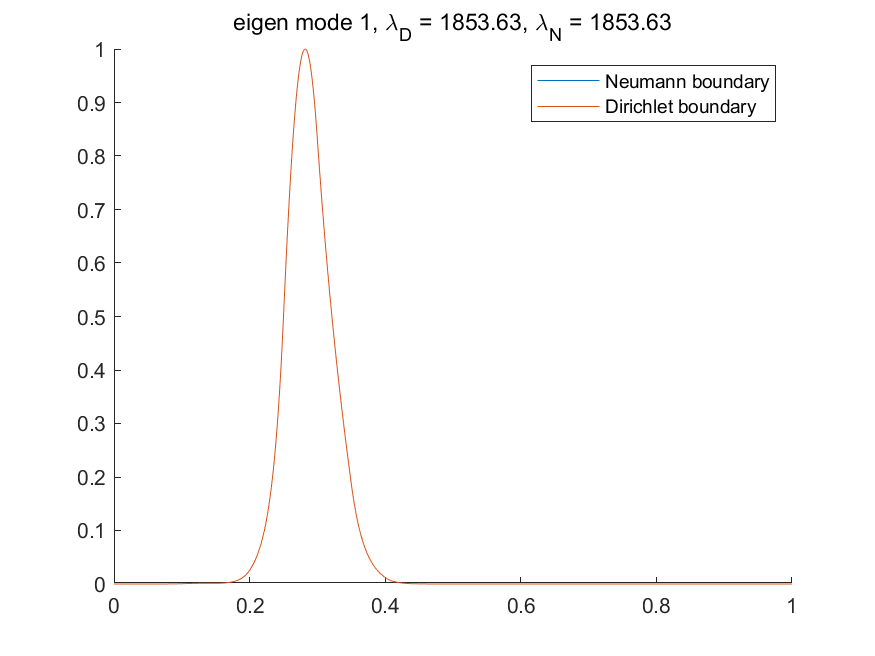 eigen mode 1, λ_D = 1853.63, λ_N = 1853.63
Neumann boundary
Dirichlet boundary
1
0.9
0.8
0.7
0.6
0.5
0.4
0.3
0.2
0.1
0
0 0.2 0.4 0.6 0.8 1